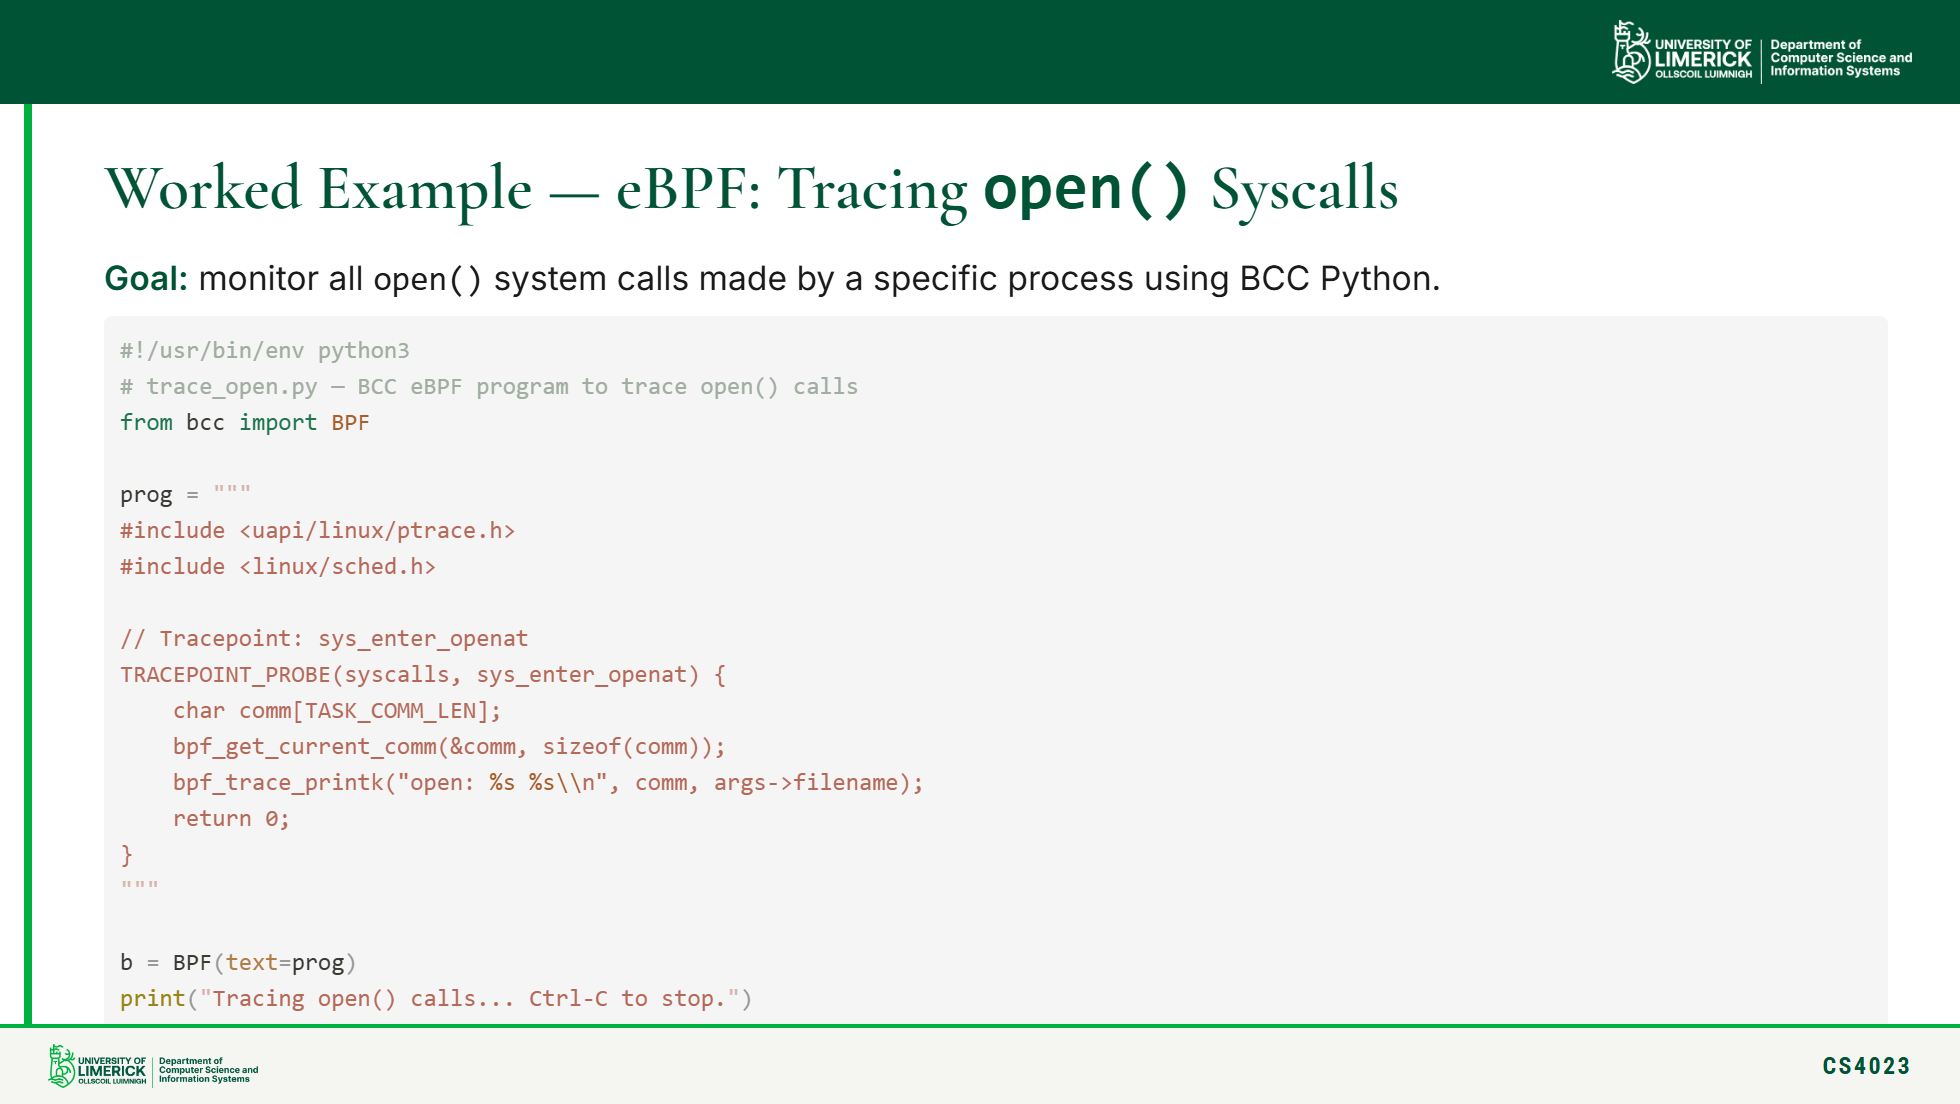 UNIVERSITY OF
LIMERICK
OLLSCOIL LUIMNIGH
Department of
Computer Science and
Information Systems
Worked Example — eBPF: Tracing open() Syscalls
Goal: monitor all open() system calls made by a specific process using BCC Python.
#!/usr/bin/env python3
# trace_open.py — BCC eBPF program to trace open() calls
from bcc import BPF
prog = """
#include <uapi/linux/ptrace.h>
#include <linux/sched.h>
// Tracepoint: sys_enter_openat
TRACEPOINT_PROBE(syscalls, sys_enter_openat) {
    char comm[TASK_COMM_LEN];
    bpf_get_current_comm(&comm, sizeof(comm));
    bpf_trace_printk("open: %s %s\\n", comm, args->filename);
    return 0;
}
"""
b = BPF(text=prog)
print("Tracing open() calls... Ctrl-C to stop.")
UNIVERSITY OF
LIMERICK
OLLSCOIL LUIMNIGH
Department of
Computer Science and
Information Systems
CS4023